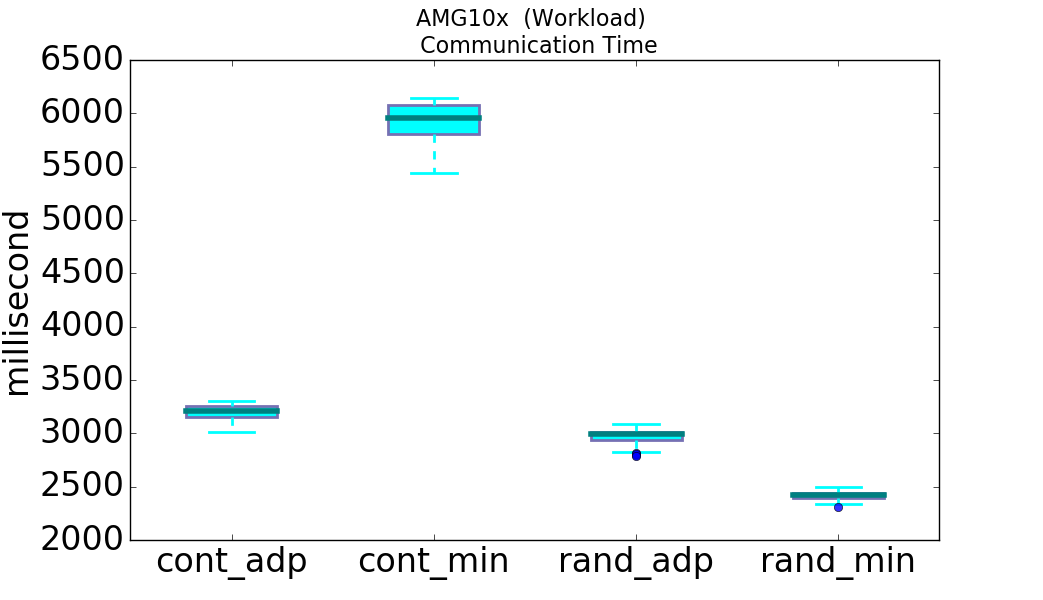 AMG10x (Workload)
Communication Time
6500
6000
5500
5000
4500
4000
3500
3000
2500
2000
millisecond
cont_adp cont_min rand_adp rand_min